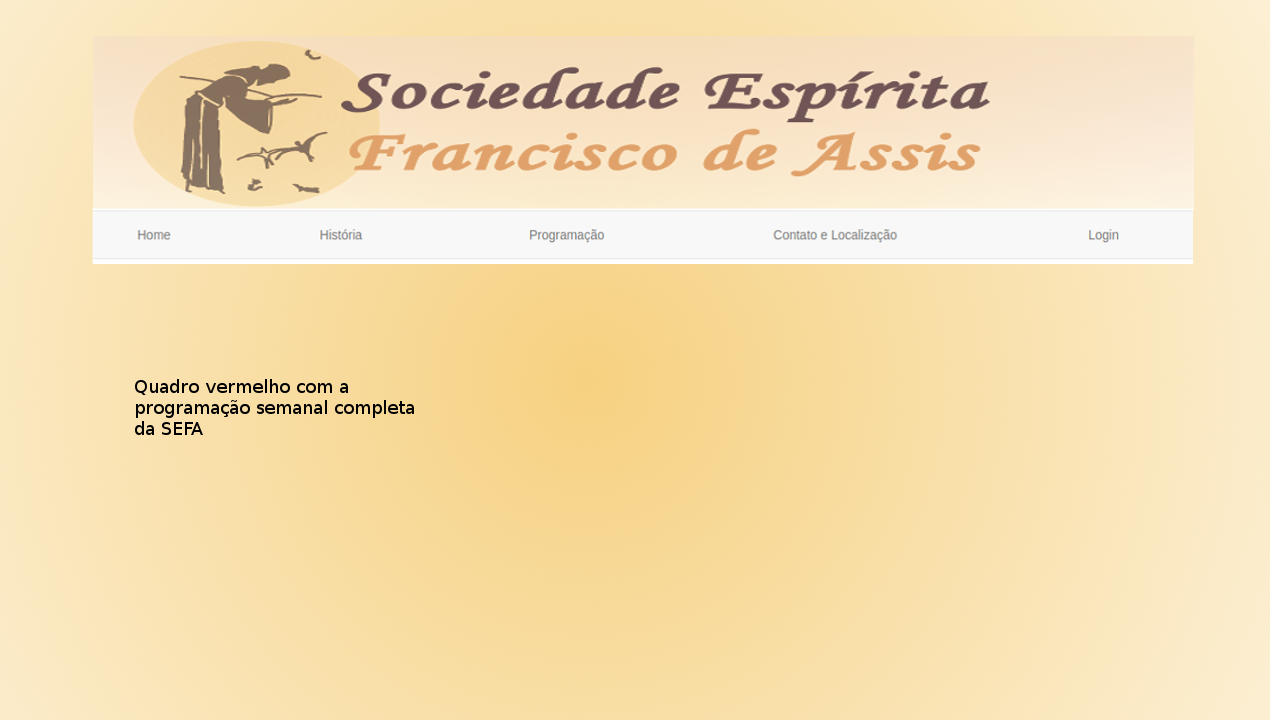 Sociedade Espírita
Francisco de Assis
Home
História
Programação
Contato e Localização
Login
Quadro vermelho com a
programação semanal completa
da SEFA